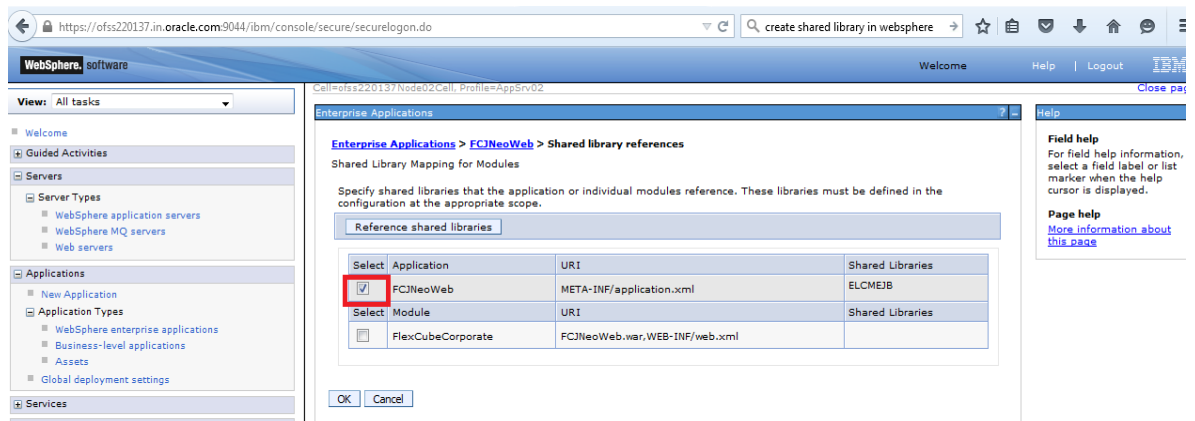 https://ofss220137.in.oracle.com:9044/ibm/console/secure/securelogon.do
create shared library in websphere
WebSphere. software
Welcome
Help | Logout
IBM
View: All tasks
Cell=ofss220137Node02Cell, Profile=AppSrv02
Close pag
Welcome
Guided Activities
Servers
Server Types
WebSphere application servers
WebSphere MQ servers
Web servers
Applications
New Application
Application Types
WebSphere enterprise applications
Business-level applications
Assets
Global deployment settings
Services
Enterprise Applications
? -
Enterprise Applications > FCJNeoWeb > Shared library references
Shared Library Mapping for Modules
Specify shared libraries that the application or individual modules reference. These libraries must be defined in the
configuration at the appropriate scope.
Reference shared libraries
Select Application URI Shared Libraries
FCJNeoWeb META-INF/application.xml ELCMEJB
Select Module URI Shared Libraries
FlexCubeCorporate FCJNeoWeb.war,WEB-INF/web.xml
OK Cancel
Help
Field help
For field help information,
select a field label or list
marker when the help
cursor is displayed.
Page help
More information about
this page